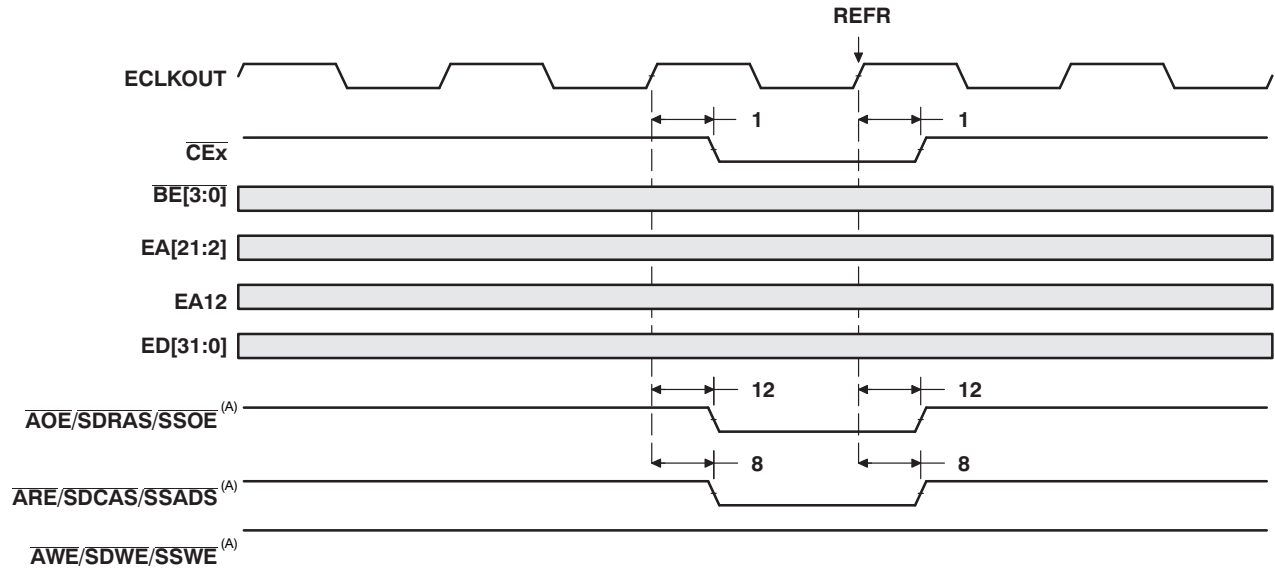 REFR
ECLKOUT
1 1
CEx
BE[3:0]
EA[21:2]
EA12
ED[31:0]
12 12
AOE/SDRAS/SSOE (A)
8 8
ARE/SDCAS/SSADS (A)
AWE/SDWE/SSWE (A)